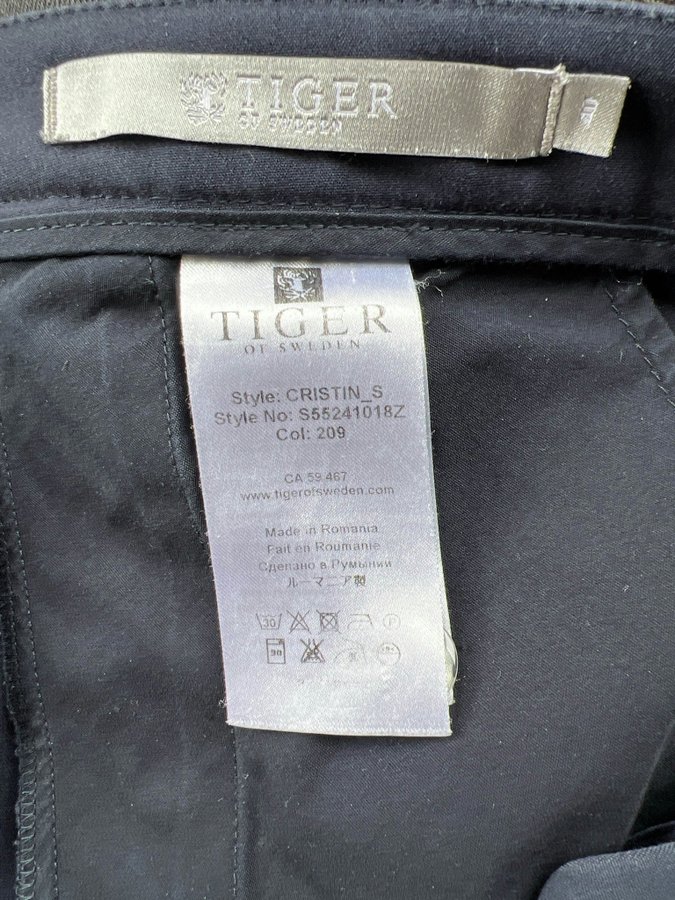 TIGER
OF SWEDEN
TIGER
OF SWEDEN
Style: CRISTIN_S
Style No: S55241018Z
Col: 209
CA 59 467
www.tigerofsweden.com
Made in Romania
Fait en Roumanie
Сделано в Румынии
ルーマニア製
30
P